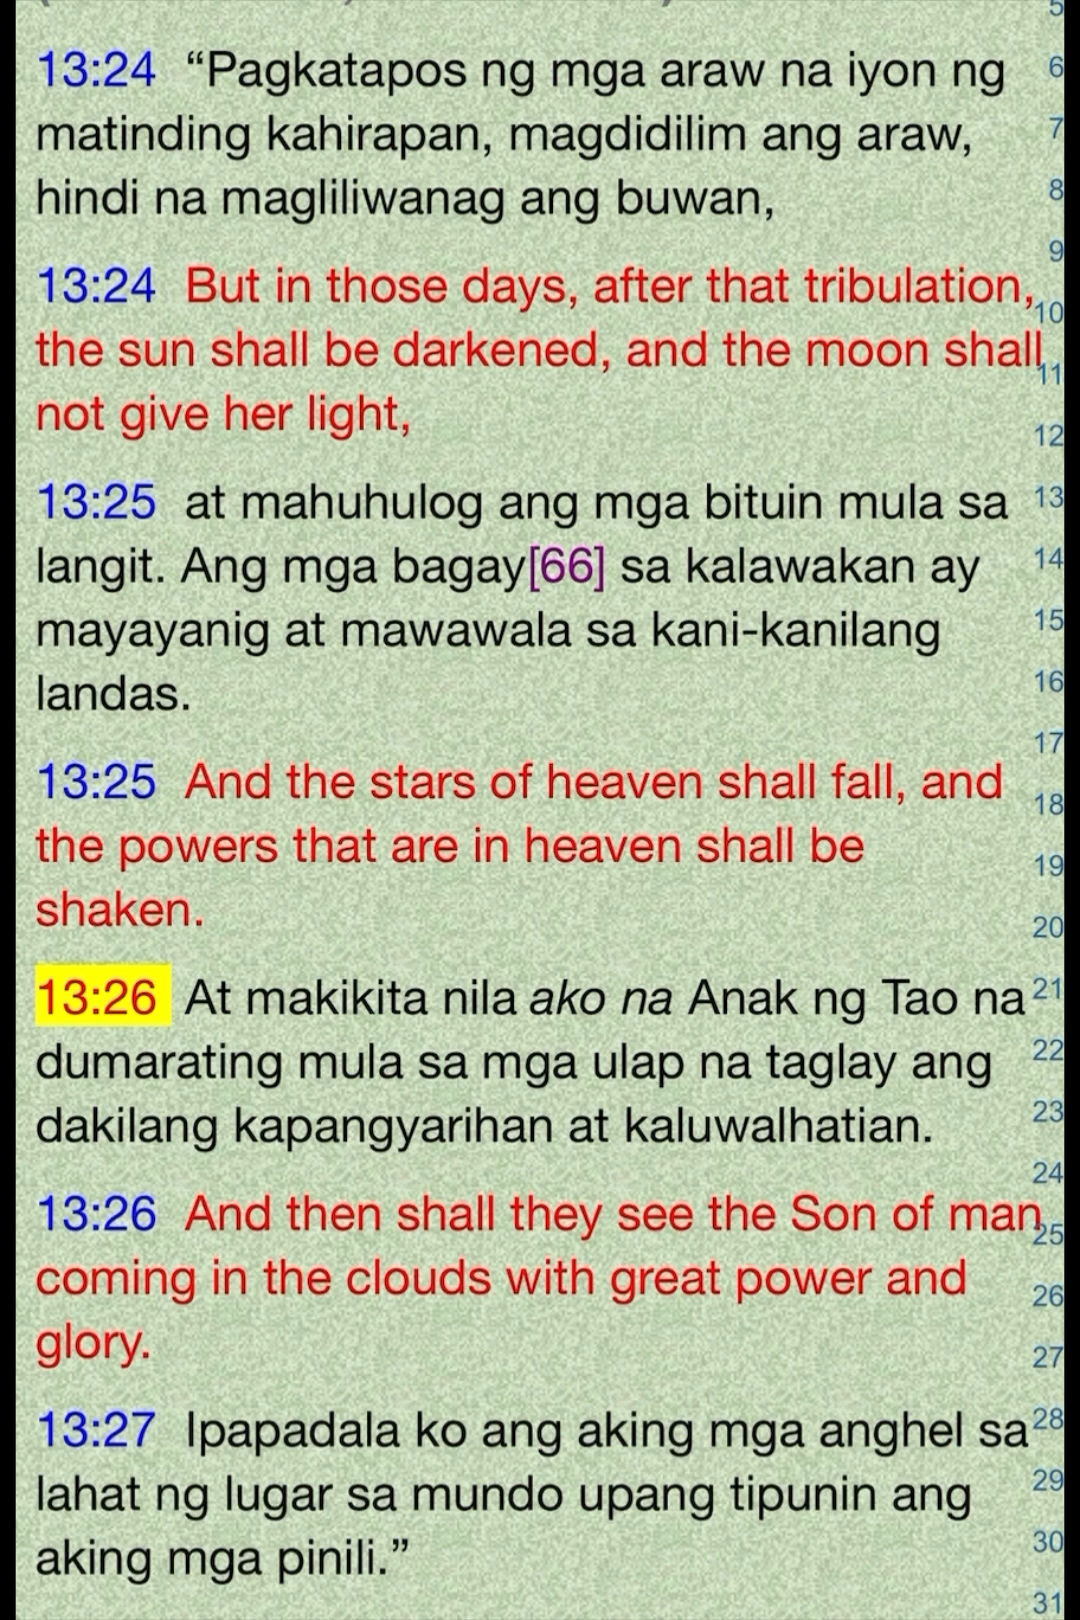 13:24 “Pagkatapos ng mga araw na iyon ng
matinding kahirapan, magdidilim ang araw,
hindi na magliliwanag ang buwan,
13:24 But in those days, after that tribulation,
the sun shall be darkened, and the moon shall
not give her light,
13:25 at mahuhulog ang mga bituin mula sa
langit. Ang mga bagay[66] sa kalawakan ay
mayayanig at mawawala sa kani-kanilang
landas.
13:25 And the stars of heaven shall fall, and
the powers that are in heaven shall be
shaken.
13:26 At makikita nila ako na Anak ng Tao na
dumarating mula sa mga ulap na taglay ang
dakilang kapangyarihan at kaluwalhatian.
13:26 And then shall they see the Son of man
coming in the clouds with great power and
glory.
13:27 Ipapadala ko ang aking mga anghel sa
lahat ng lugar sa mundo upang tipunin ang
aking mga pinili.”
5
6
7
8
9
10
11
12
13
14
15
16
17
18
19
20
21
22
23
24
25
26
27
28
29
30
31